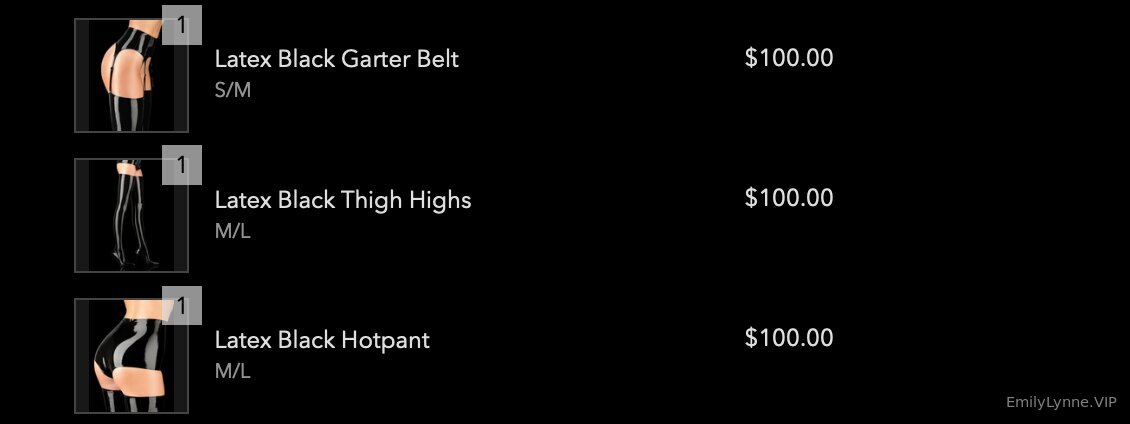 1
Latex Black Garter Belt
$100.00
S/M
1
Latex Black Thigh Highs
$100.00
M/L
1
Latex Black Hotpant
$100.00
M/L
EmilyLynne.VIP